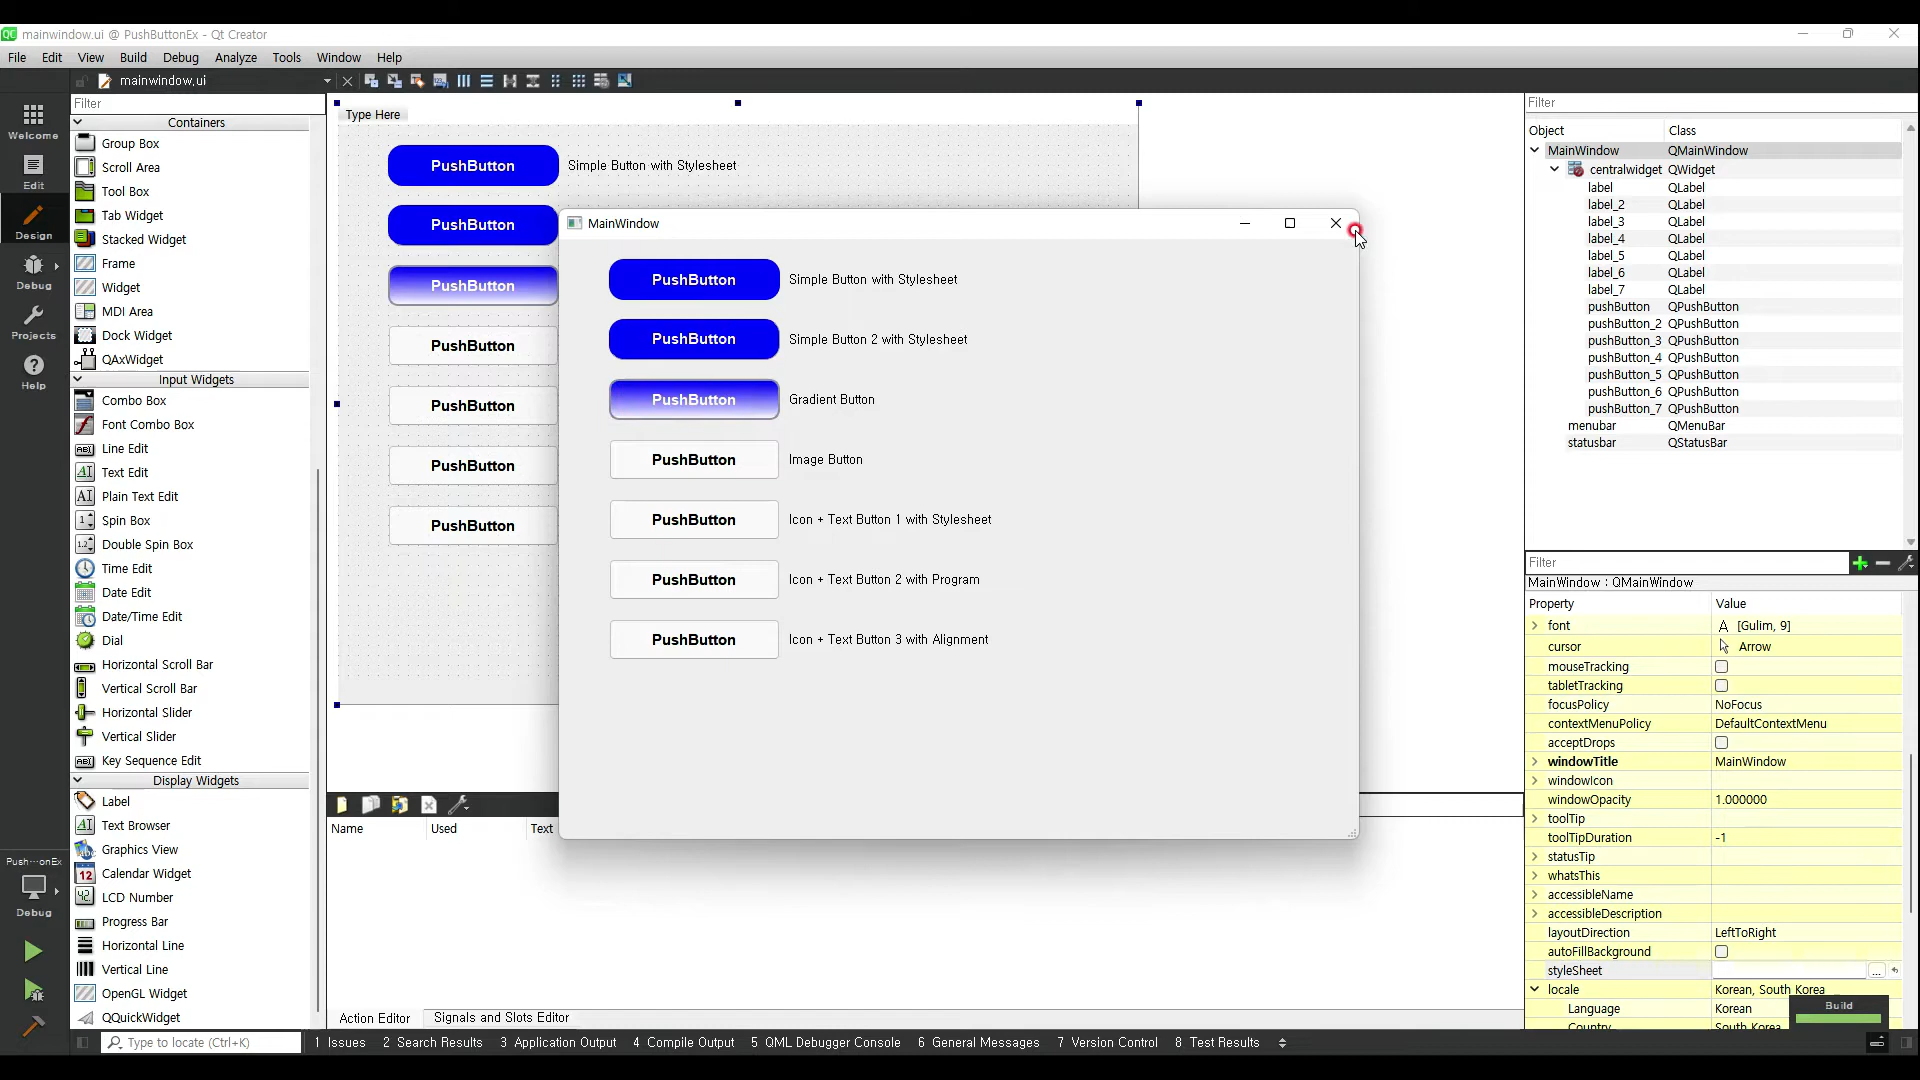 mainwindow.ui @ PushButtonEx - Qt Creator
File Edit View Build Debug Analyze Tools Window Help
mainwindow.ui
Welcome
Edit
Design
Debug
Projects
Help
Push···onEx
Debug
Filter
Containers
Group Box
Scroll Area
Tool Box
Tab Widget
Stacked Widget
Frame
Widget
MDI Area
Dock Widget
QAxWidget
Input Widgets
Combo Box
Font Combo Box
Line Edit
Text Edit
Plain Text Edit
Spin Box
Double Spin Box
Time Edit
Date Edit
Date/Time Edit
Dial
Horizontal Scroll Bar
Vertical Scroll Bar
Horizontal Slider
Vertical Slider
Key Sequence Edit
Display Widgets
Label
Text Browser
Graphics View
Calendar Widget
LCD Number
Progress Bar
Horizontal Line
Vertical Line
OpenGL Widget
QQuickWidget
Type Here
PushButton Simple Button with Stylesheet
PushButton
PushButton
PushButton
PushButton
PushButton
PushButton
MainWindow
PushButton Simple Button with Stylesheet
PushButton Simple Button 2 with Stylesheet
PushButton Gradient Button
PushButton Image Button
PushButton Icon + Text Button 1 with Stylesheet
PushButton Icon + Text Button 2 with Program
PushButton Icon + Text Button 3 with Alignment
Name Used Text
Action Editor Signals and Slots Editor
Filter
Object Class
MainWindow QMainWindow
centralwidget QWidget
label QLabel
label_2 QLabel
label_3 QLabel
label_4 QLabel
label_5 QLabel
label_6 QLabel
label_7 QLabel
pushButton QPushButton
pushButton_2 QPushButton
pushButton_3 QPushButton
pushButton_4 QPushButton
pushButton_5 QPushButton
pushButton_6 QPushButton
pushButton_7 QPushButton
menubar QMenuBar
statusbar QStatusBar
Filter
MainWindow : QMainWindow
Property Value
font A [Gulim, 9]
cursor Arrow
mouseTracking
tabletTracking
focusPolicy NoFocus
contextMenuPolicy DefaultContextMenu
acceptDrops
windowTitle MainWindow
windowIcon
windowOpacity 1.000000
toolTip
toolTipDuration -1
statusTip
whatsThis
accessibleName
accessibleDescription
layoutDirection LeftToRight
autoFillBackground
styleSheet ...
locale Korean, South Korea
Language Korean
Country South Korea
Build
Type to locate (Ctrl+K) 1 Issues 2 Search Results 3 Application Output 4 Compile Output 5 QML Debugger Console 6 General Messages 7 Version Control 8 Test Results